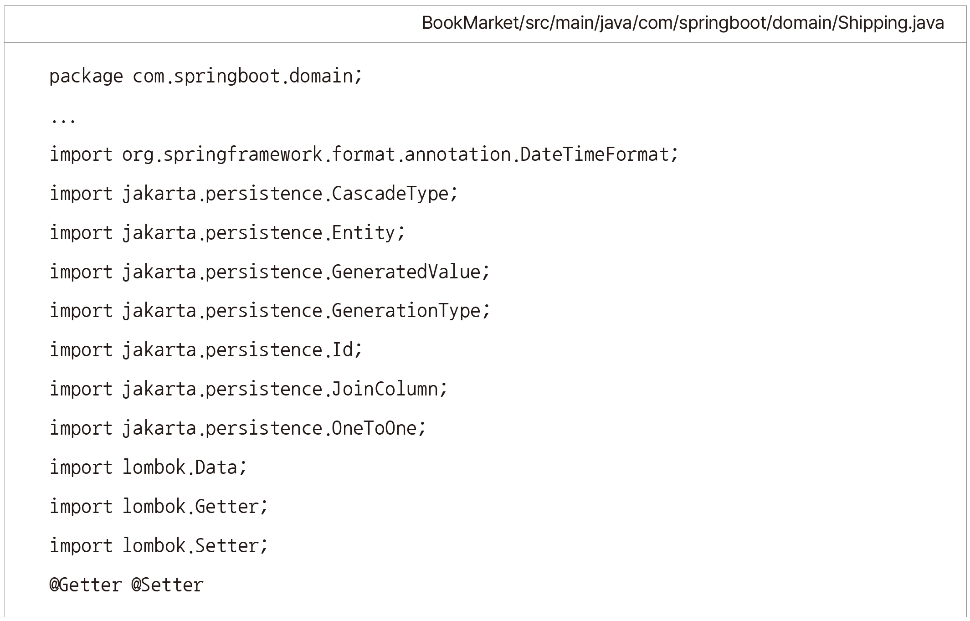 BookMarket/src/main/java/com/springboot/domain/Shipping.java
package com.springboot.domain;
...
import org.springframework.format.annotation.DateTimeFormat;
import jakarta.persistence.CascadeType;
import jakarta.persistence.Entity;
import jakarta.persistence.GeneratedValue;
import jakarta.persistence.GenerationType;
import jakarta.persistence.Id;
import jakarta.persistence.JoinColumn;
import jakarta.persistence.OneToOne;
import lombok.Data;
import lombok.Getter;
import lombok.Setter;
@Getter @Setter